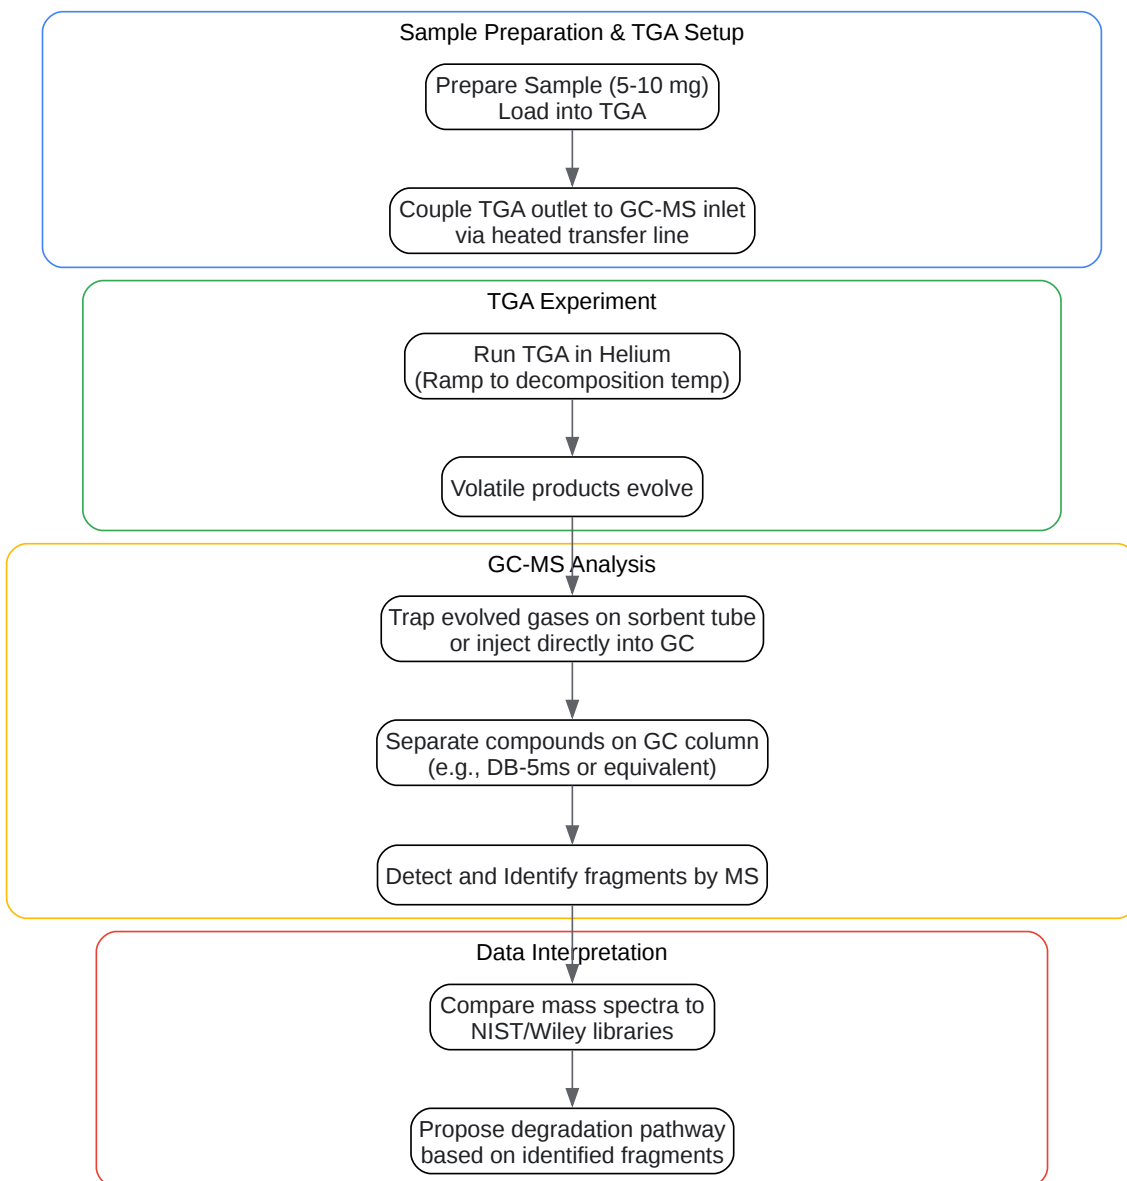 Sample Preparation & TGA Setup
Prepare Sample (5-10 mg)
Load into TGA
Couple TGA outlet to GC-MS inlet
via heated transfer line
TGA Experiment
Run TGA in Helium
(Ramp to decomposition temp)
Volatile products evolve
GC-MS Analysis
Trap evolved gases on sorbent tube
or inject directly into GC
Separate compounds on GC column
(e.g., DB-5ms or equivalent)
Detect and Identify fragments by MS
Data Interpretation
Compare mass spectra to
NIST/Wiley libraries
Propose degradation pathway
based on identified fragments